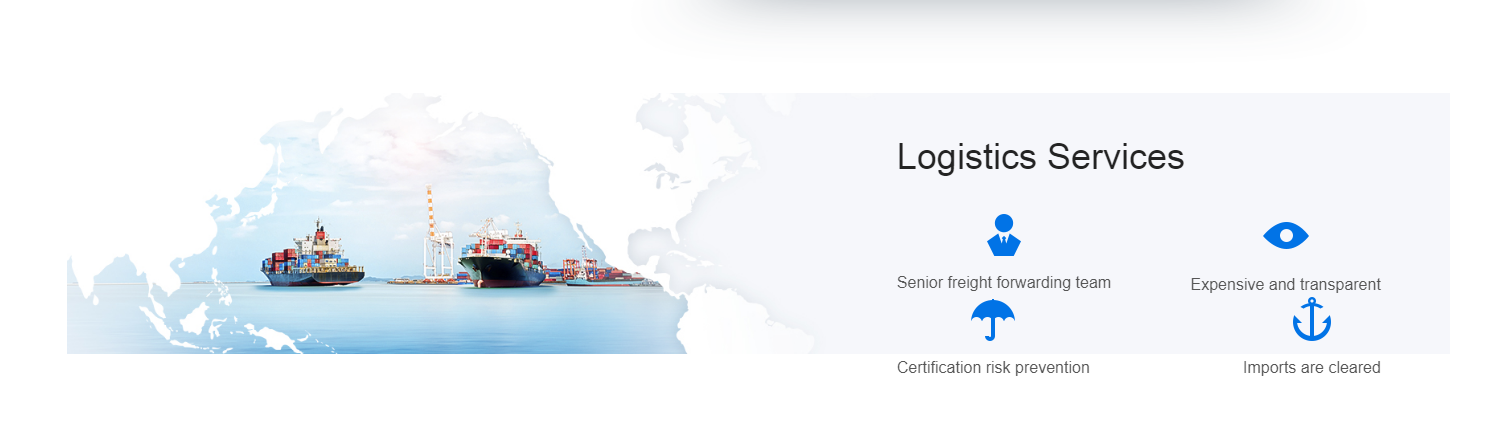 Logistics Services
Senior freight forwarding team
Expensive and transparent
Certification risk prevention
Imports are cleared